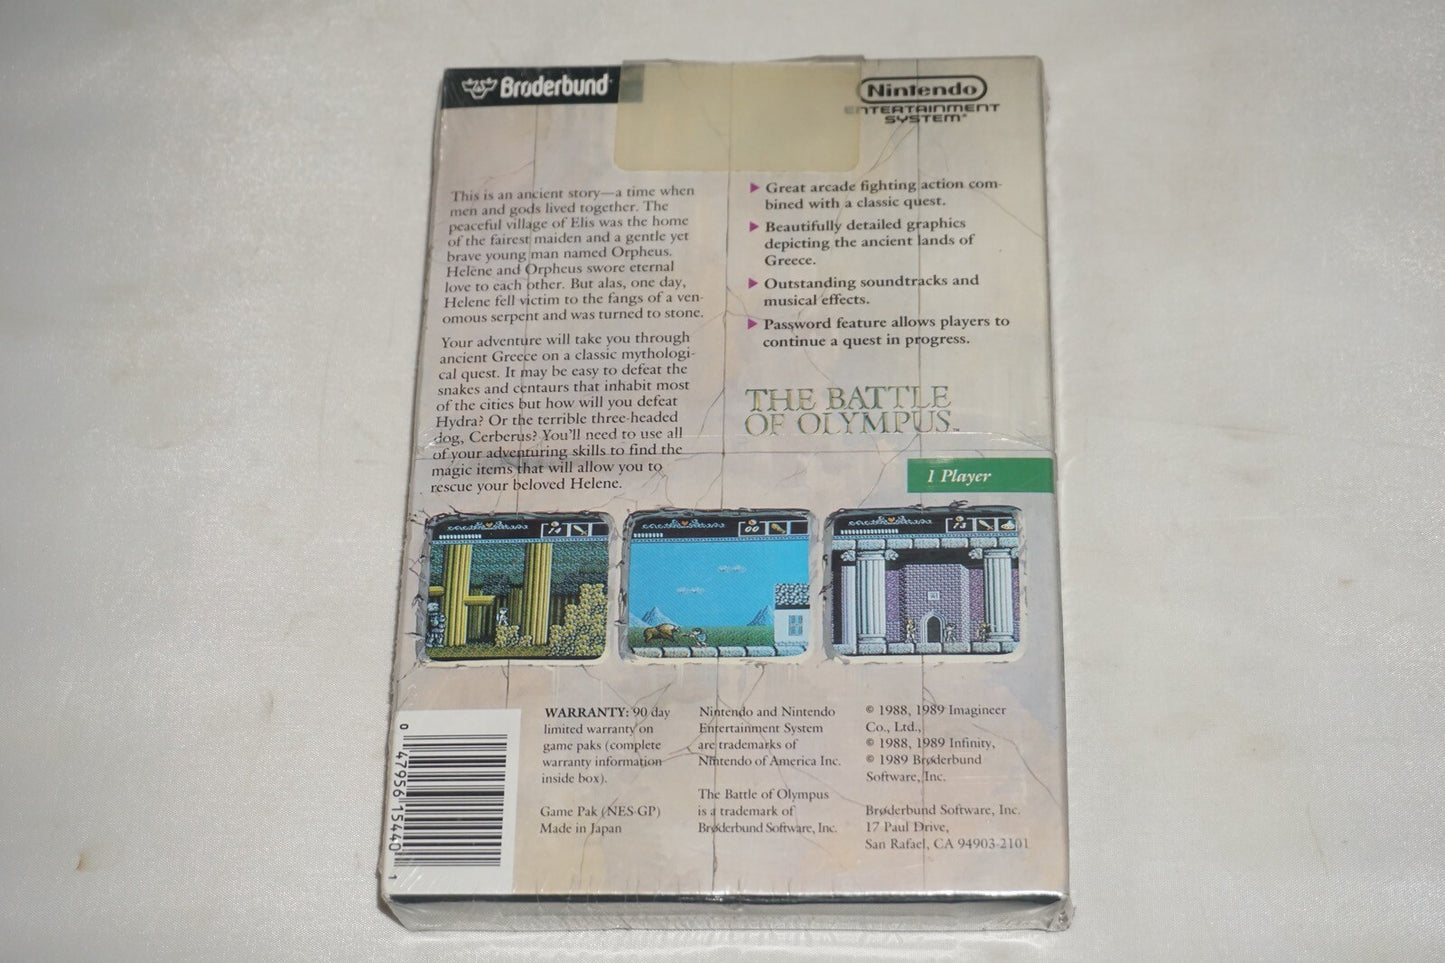 Brøderbund
Nintendo
ENTERTAINMENT
SYSTEM
This is an ancient story—a time when
men and gods lived together. The
peaceful village of Elis was the home
of the fairest maiden and a gentle yet
brave young man named Orpheus.
Helene and Orpheus swore eternal
love to each other. But alas, one day,
Helene fell victim to the fangs of a ven-
omous serpent and was turned to stone.
Your adventure will take you through
ancient Greece on a classic mythologi-
cal quest. It may be easy to defeat the
snakes and centaurs that inhabit most
of the cities but how will you defeat
Hydra? Or the terrible three-headed
dog, Cerberus? You'll need to use all
of your adventuring skills to find the
magic items that will allow you to
rescue your beloved Helene.
Great arcade fighting action com-
bined with a classic quest.
Beautifully detailed graphics
depicting the ancient lands of
Greece.
Outstanding soundtracks and
musical effects.
Password feature allows players to
continue a quest in progress.
THE BATTLE
OF OLYMPUS™
1 Player
14
00
13
0 47956 15440 1
WARRANTY: 90 day
limited warranty on
game paks (complete
warranty information
inside box).
Game Pak (NES-GP)
Made in Japan
Nintendo and Nintendo
Entertainment System
are trademarks of
Nintendo of America Inc.
The Battle of Olympus
is a trademark of
Brøderbund Software, Inc.
© 1988, 1989 Imagineer
Co., Ltd.,
© 1988, 1989 Infinity,
© 1989 Brøderbund
Software, Inc.
Brøderbund Software, Inc.
17 Paul Drive,
San Rafael, CA 94903-2101